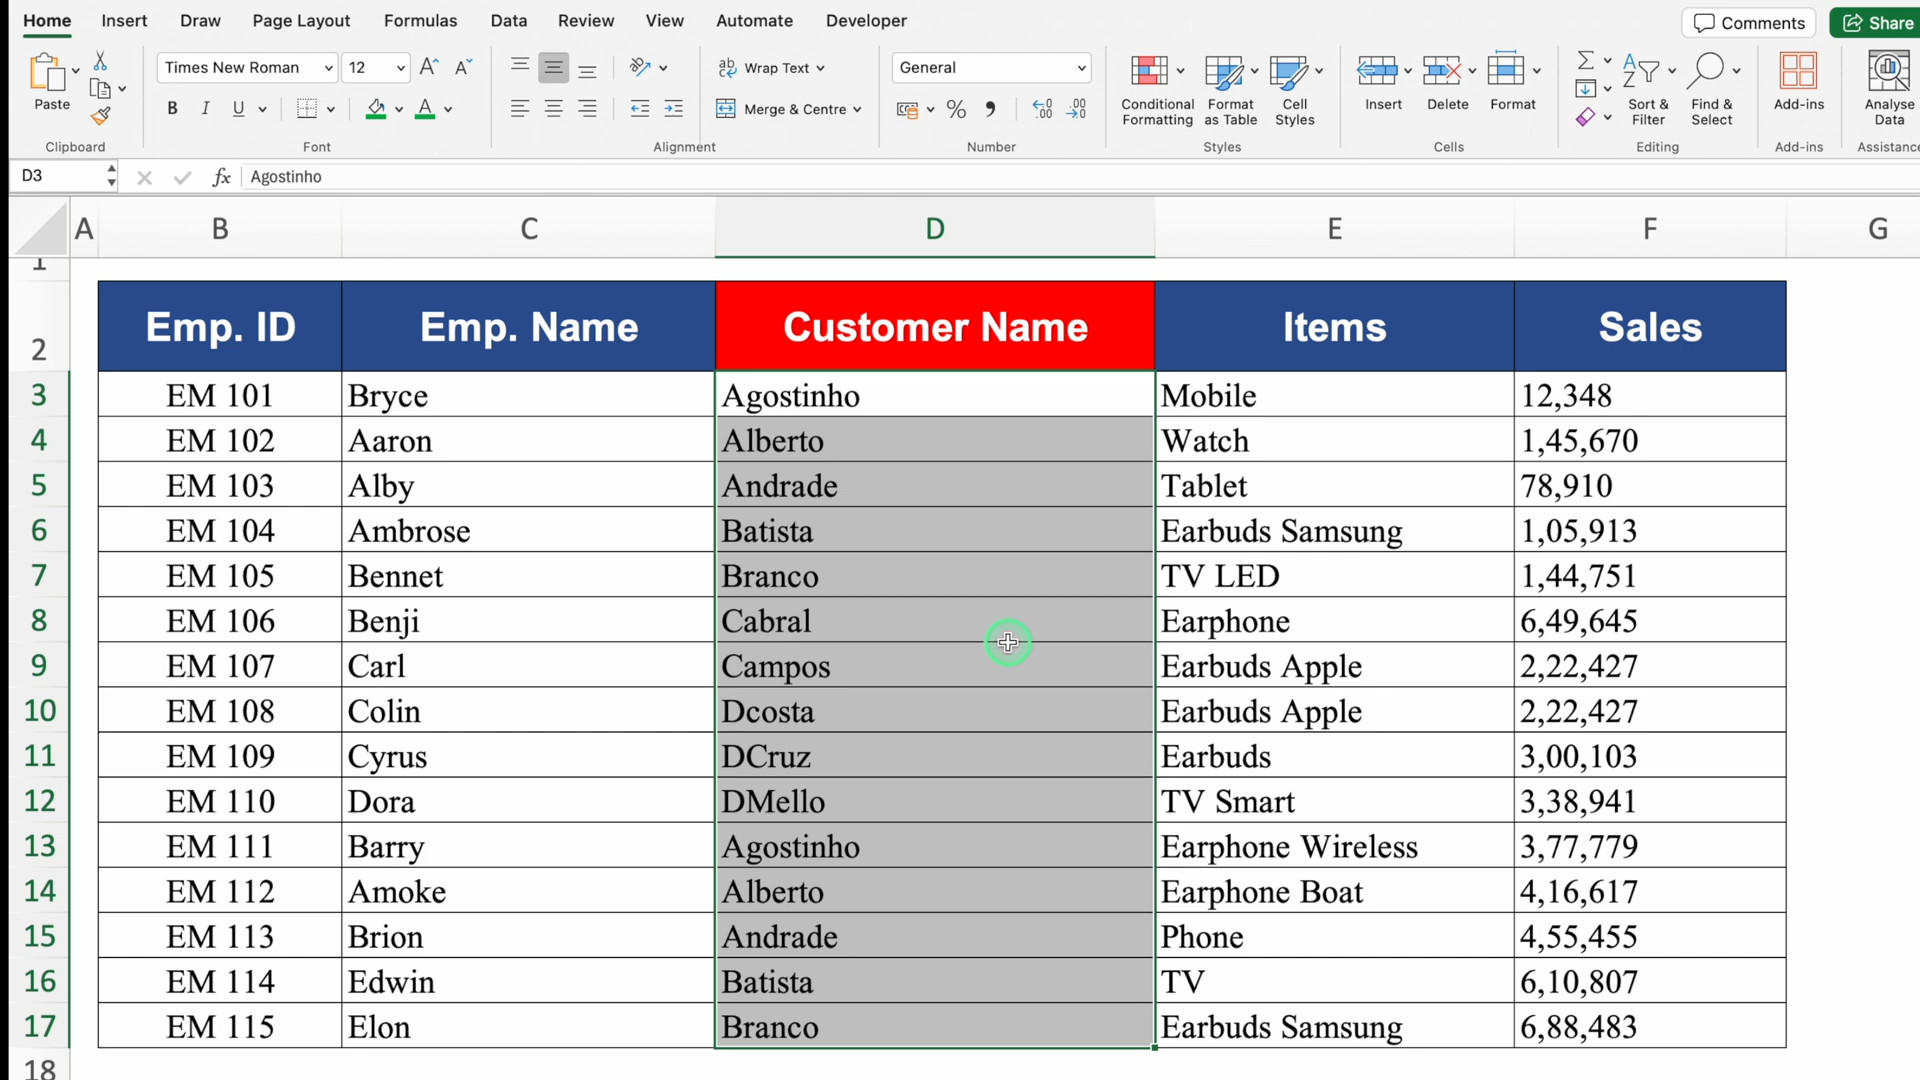 Home Insert Draw Page Layout Formulas Data Review View Automate Developer Comments Share
Times New Roman 12 Wrap Text General
Paste B I U Merge & Centre % Conditional Formatting Format as Table Cell Styles Insert Delete Format Sort & Filter Find & Select Add-ins Analyse Data
Clipboard Font Alignment Number Styles Cells Editing Add-ins Assistanc
D3 fx Agostinho
A B C D E F G
1
2 Emp. ID Emp. Name Customer Name Items Sales
3 EM 101 Bryce Agostinho Mobile 12,348
4 EM 102 Aaron Alberto Watch 1,45,670
5 EM 103 Alby Andrade Tablet 78,910
6 EM 104 Ambrose Batista Earbuds Samsung 1,05,913
7 EM 105 Bennet Branco TV LED 1,44,751
8 EM 106 Benji Cabral Earphone 6,49,645
9 EM 107 Carl Campos Earbuds Apple 2,22,427
10 EM 108 Colin Dcosta Earbuds Apple 2,22,427
11 EM 109 Cyrus DCruz Earbuds 3,00,103
12 EM 110 Dora DMello TV Smart 3,38,941
13 EM 111 Barry Agostinho Earphone Wireless 3,77,779
14 EM 112 Amoke Alberto Earphone Boat 4,16,617
15 EM 113 Brion Andrade Phone 4,55,455
16 EM 114 Edwin Batista TV 6,10,807
17 EM 115 Elon Branco Earbuds Samsung 6,88,483
18